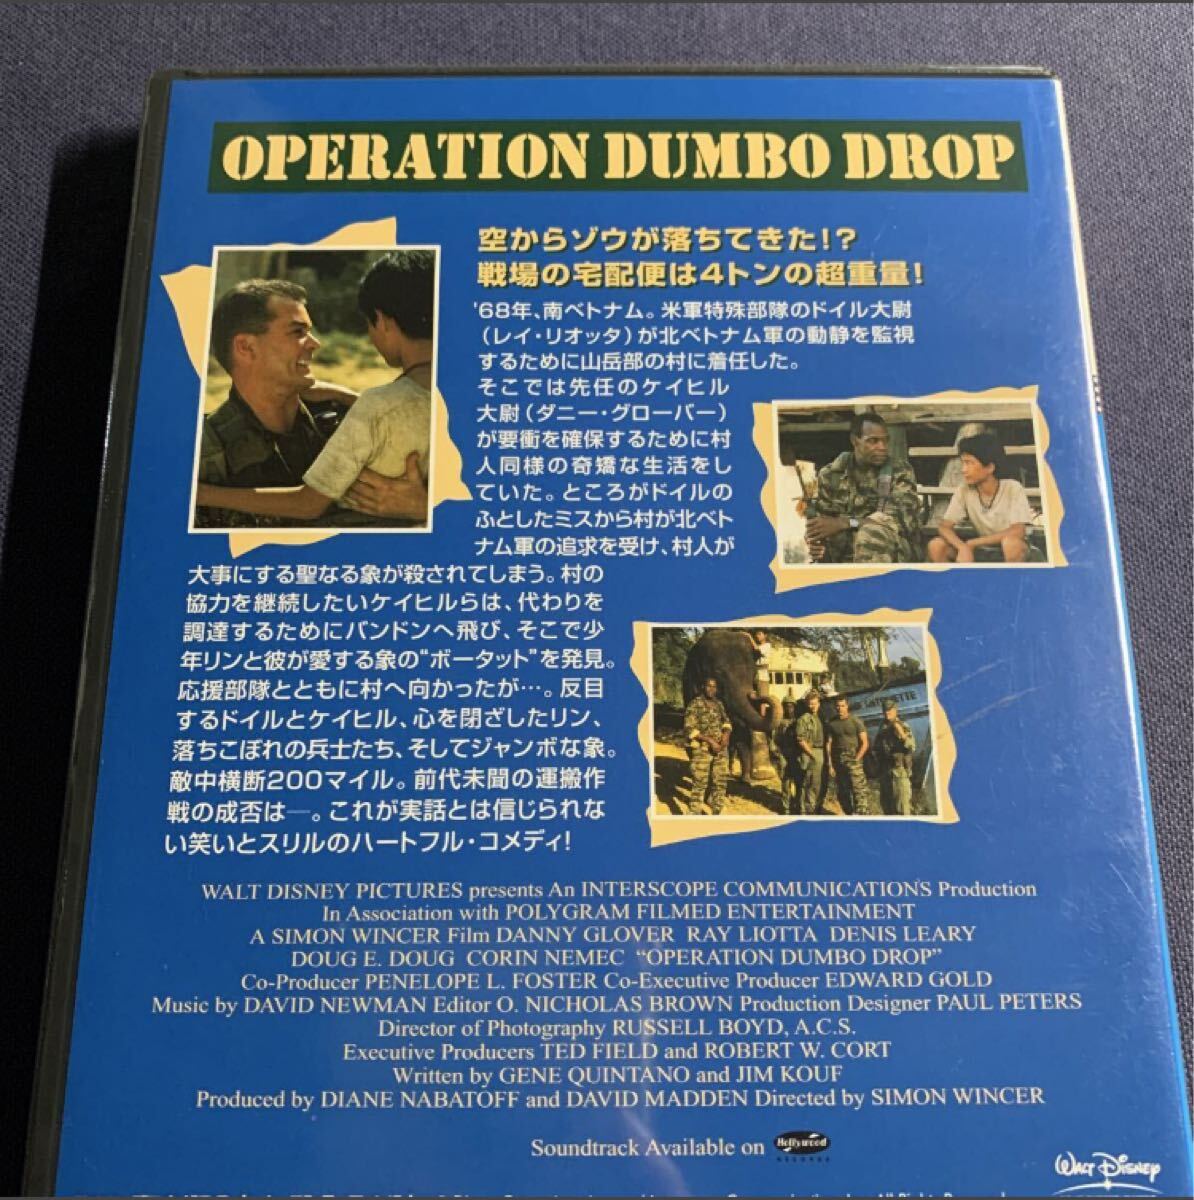 OPERATION DUMBO DROP
空からゾウが落ちてきた!?
戦場の宅配便は4トンの超重量!
'68年、南ベトナム。米軍特殊部隊のドイル大尉
（レイ・リオッタ）が北ベトナム軍の動静を監視
するために山岳部の村に着任した。
そこでは先任のケイヒル
大尉（ダニー・グローバー）
が要衝を確保するために村
人同様の奇矯な生活をし
ていた。ところがドイルの
ふとしたミスから村が北ベト
ナム軍の追求を受け、村人が
大事にする聖なる象が殺されてしまう。村の
協力を継続したいケイヒルらは、代わりを
調達するためにバンドンへ飛び、そこで少
年リンと彼が愛する象の“ボータット”を発見。
応援部隊とともに村へ向かったが…。反目
するドイルとケイヒル、心を閉ざしたリン、
落ちこぼれの兵士たち、そしてジャンボな象。
敵中横断200マイル。前代未聞の運搬作
戦の成否は―。これが実話とは信じられな
い笑いとスリルのハートフル・コメディ!
WALT DISNEY PICTURES presents An INTERSCOPE COMMUNICATIONS Production
In Association with POLYGRAM FILMED ENTERTAINMENT
A SIMON WINCER Film DANNY GLOVER RAY LIOTTA DENIS LEARY
DOUG E. DOUG CORIN NEMEC “OPERATION DUMBO DROP”
Co-Producer PENELOPE L. FOSTER Co-Executive Producer EDWARD GOLD
Music by DAVID NEWMAN Editor O. NICHOLAS BROWN Production Designer PAUL PETERS
Director of Photography RUSSELL BOYD, A.C.S.
Executive Producers TED FIELD and ROBERT W. CORT
Written by GENE QUINTANO and JIM KOUF
Produced by DIANE NABATOFF and DAVID MADDEN Directed by SIMON WINCER
Soundtrack Available on Hollywood RECORDS
WALT DISNEY